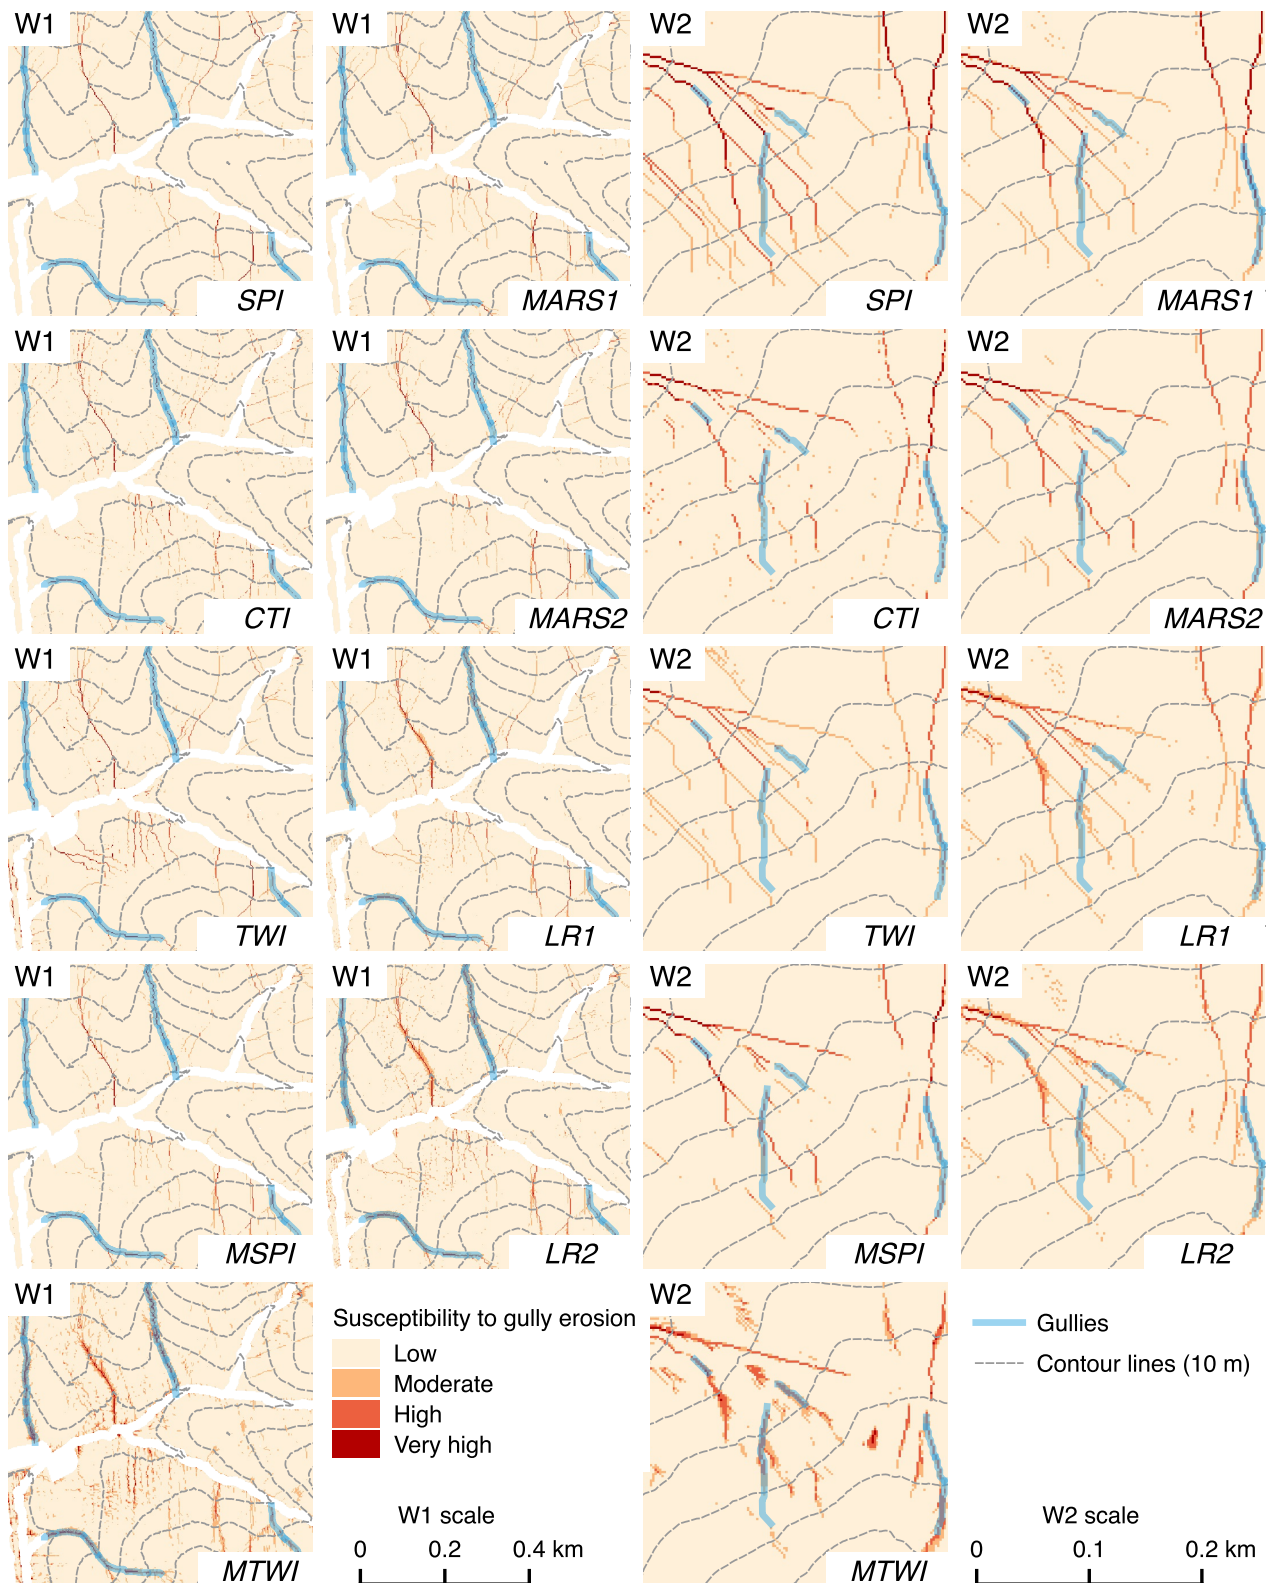 W1 W1 W2 W2
SPI MARS1 SPI MARS1
W1 W1 W2 W2
CTI MARS2 CTI MARS2
W1 W1 W2 W2
TWI LR1 TWI LR1
W1 W1 W2 W2
MSPI LR2 MSPI LR2
W1
MTWI
Susceptibility to gully erosion
Low
Moderate
High
Very high
W1 scale
0 0.2 0.4 km
W2
MTWI
Gullies
Contour lines (10 m)
W2 scale
0 0.1 0.2 km